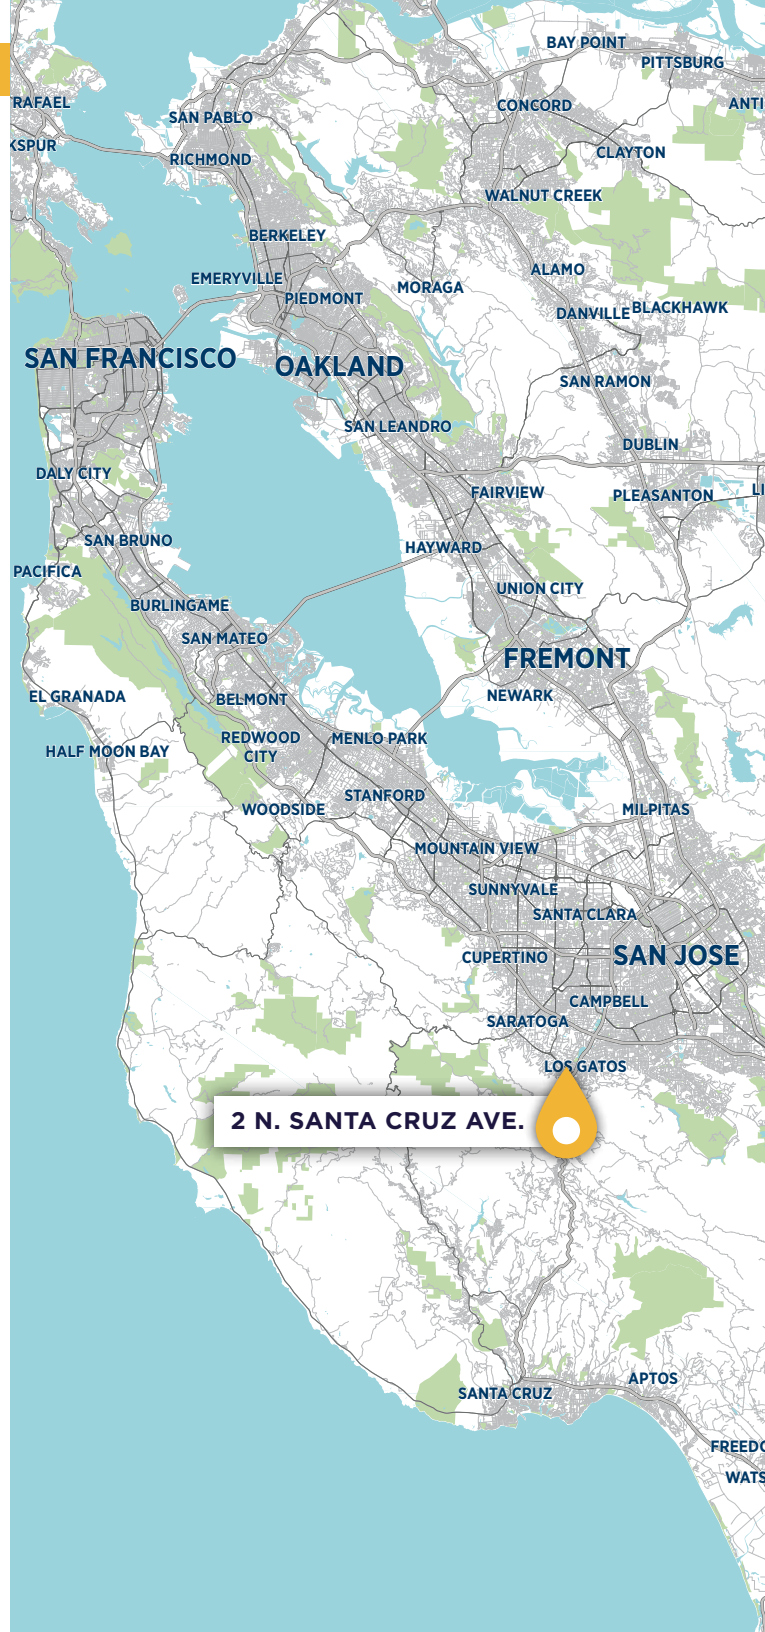 BAY POINT
PITTSBURG
RAFAEL
SAN PABLO
CONCORD
ANTI
KSPUR
RICHMOND
CLAYTON
WALNUT CREEK
BERKELEY
ALAMO
EMERYVILLE
MORAGA
PIEDMONT
DANVILLE
BLACKHAWK
SAN FRANCISCO
OAKLAND
SAN RAMON
SAN LEANDRO
DUBLIN
DALY CITY
FAIRVIEW
PLEASANTON
LI
SAN BRUNO
HAYWARD
PACIFICA
UNION CITY
BURLINGAME
SAN MATEO
FREMONT
EL GRANADA
BELMONT
NEWARK
REDWOOD
CITY
MENLO PARK
HALF MOON BAY
STANFORD
WOODSIDE
MILPITAS
MOUNTAIN VIEW
SUNNYVALE
SANTA CLARA
CUPERTINO
SAN JOSE
CAMPBELL
SARATOGA
LOS GATOS
2 N. SANTA CRUZ AVE.
APTOS
SANTA CRUZ
FREEDO
WATS